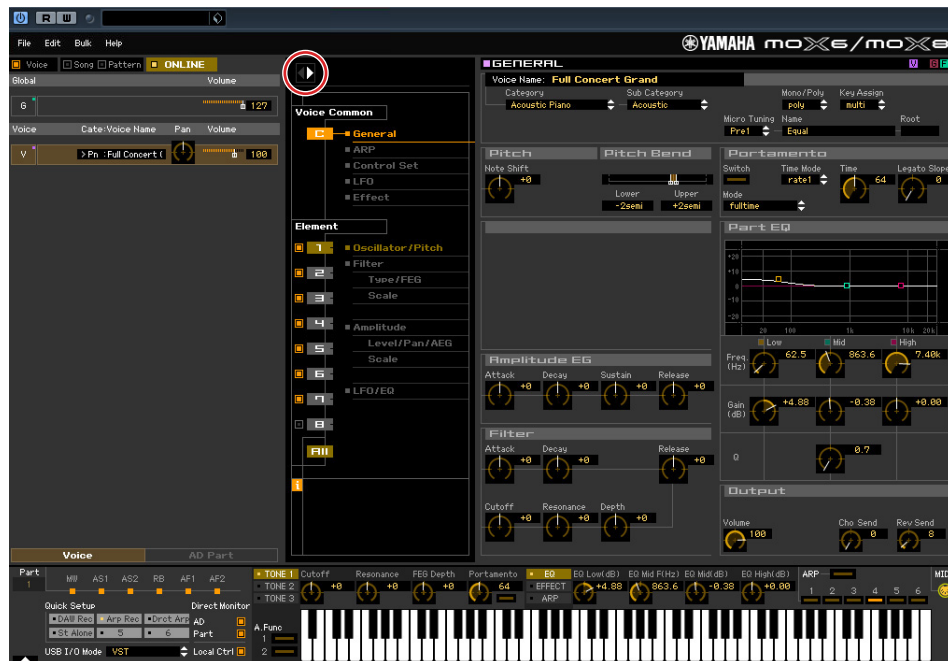 R W
File Edit Bulk Help
YAMAHA moX6/moX8
Voice Song Pattern ONLINE
Global Volume
G 127
Voice Cate:Voice Name Pan Volume
V >Pn :Full Concert ( 100
Voice AD Part
Voice Common
C General
ARP
Control Set
LFO
Effect
Element
1 Oscillator/Pitch
Filter
2 Type/FEG
3 Scale
4 Amplitude
5 Level/Pan/AEG
Scale
6
7 LFO/EQ
8
All
i
GENERAL V
Voice Name: Full Concert Grand
Category Sub Category Mono/Poly Key Assign
Acoustic Piano Acoustic poly multi
Micro Tuning Name Root
Pre1 Equal
Pitch Pitch Bend
Note Shift
+0
Lower Upper
-2semi +2semi
Portamento
Switch Time Mode Time Legato Slope
rate1 64 0
Mode
fulltime
Part EQ
+20
+10
0
-10
-20
20 100 1k 10k 20k
Low Mid High
Freq. (Hz) 62.5 863.6 7.40k
Gain (dB) +4.88 -0.38 +0.00
Q 0.7
Amplitude EG
Attack Decay Sustain Release
+0 +0 +0 +0
Filter
Attack Decay Release
+0 +0 +0
Cutoff Resonance Depth
+0 +0 +0
Output
Volume Cho Send Rev Send
100 0 8
Part
1
MW AS1 AS2 RB AF1 AF2
Quick Setup Direct Monitor
DAW Rec Arp Rec Drct Arp AD
St Alone 5 6 Part
USB I/O Mode VST Local Ctrl
TONE 1 Cutoff Resonance FEG Depth Portamento
TONE 2 +0 +0 +0 64
TONE 3
EQ EQ Low(dB) EQ Mid F(Hz) EQ Mid(dB) EQ High(dB)
EFFECT +4.88 863.6 -0.38 +0.00
ARP
ARP
1 2 3 4 5 6
A.Func
1
2